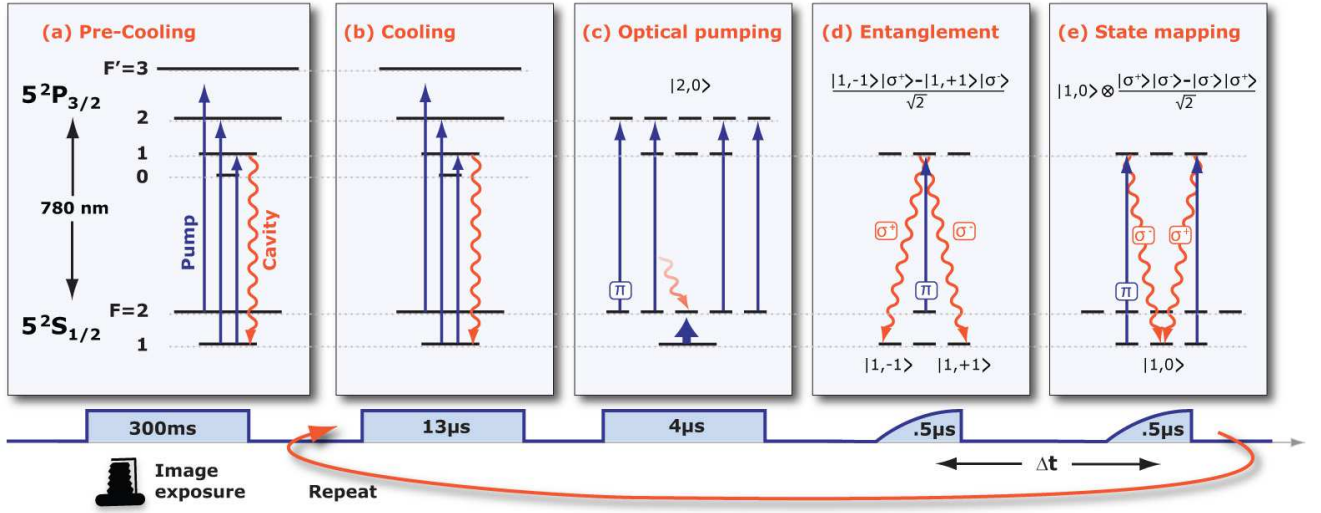 (a) Pre-Cooling
(b) Cooling
(c) Optical pumping
(d) Entanglement
(e) State mapping
F'=3
5²P3/2
2
1
0
780 nm
Pump
Cavity
F=2
5²S1/2
1
|2,0>
π
|1,-1>|σ⁺>-|1,+1>|σ⁻>
√2
σ⁺
σ⁻
π
|1,-1>
|1,+1>
|1,0>⊗|σ⁺>|σ⁻>-|σ⁻>|σ⁺>
√2
σ⁻
σ⁺
π
|1,0>
300ms
13µs
4µs
.5µs
.5µs
Δt
Image
exposure
Repeat